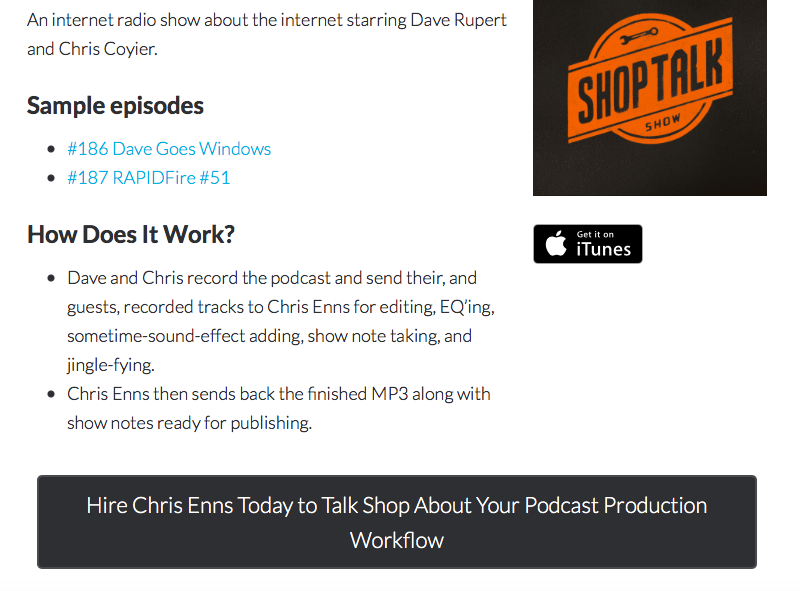 An internet radio show about the internet starring Dave Rupert
and Chris Coyier.
Sample episodes
#186 Dave Goes Windows
#187 RAPIDFire #51
How Does It Work?
Dave and Chris record the podcast and send their, and
guests, recorded tracks to Chris Enns for editing, EQ’ing,
sometime-sound-effect adding, show note taking, and
jingle-fying.
Chris Enns then sends back the finished MP3 along with
show notes ready for publishing.
SHOP TALK
SHOW
Get it on
iTunes
Hire Chris Enns Today to Talk Shop About Your Podcast Production
Workflow